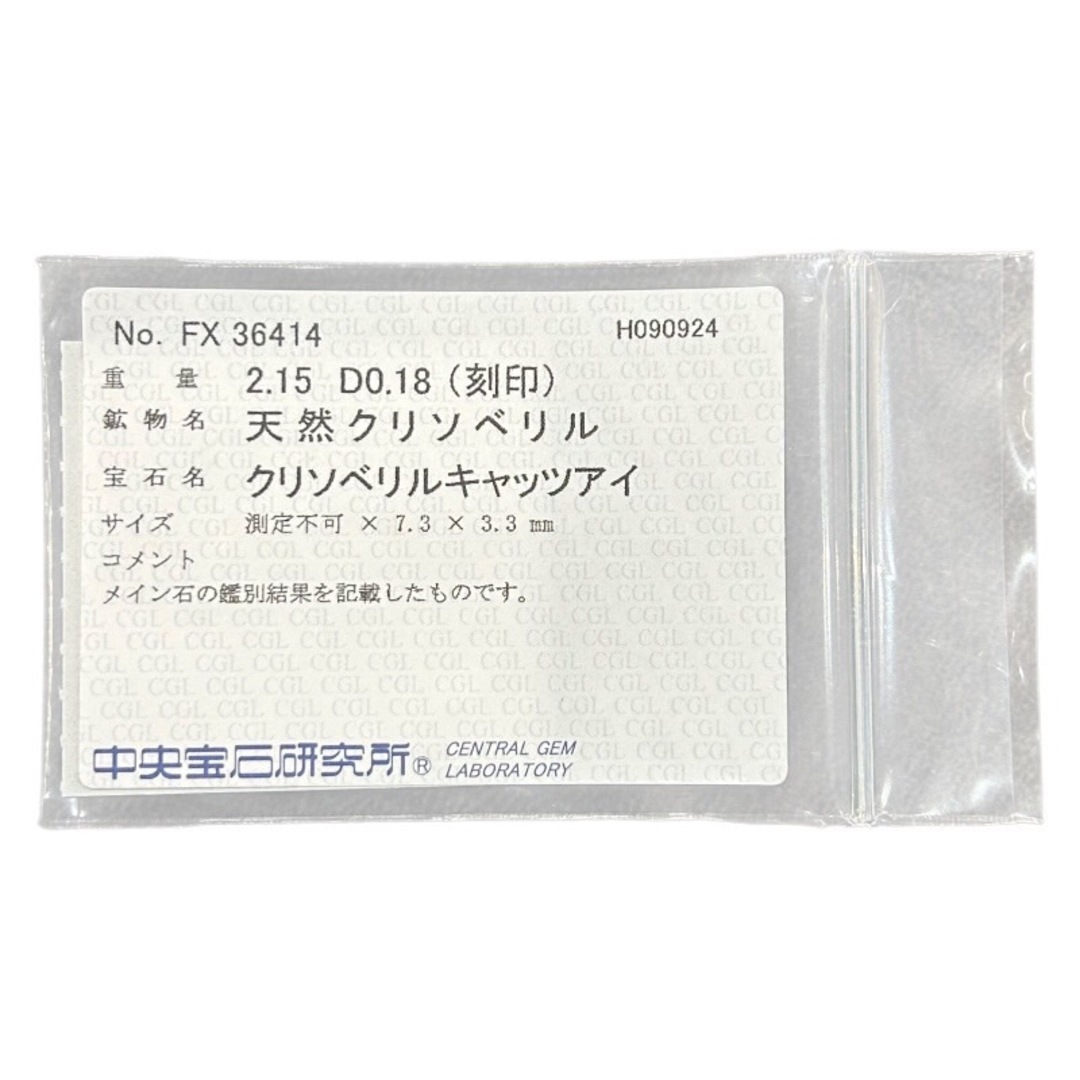 No. FX 36414 H090924
重量 2.15 D0.18 (刻印)
鉱物名 天然クリソベリル
宝石名 クリソベリルキャッツアイ
サイズ 測定不可 × 7.3 × 3.3 mm
コメント
メイン石の鑑別結果を記載したものです。
中央宝石研究所® CENTRAL GEM
LABORATORY